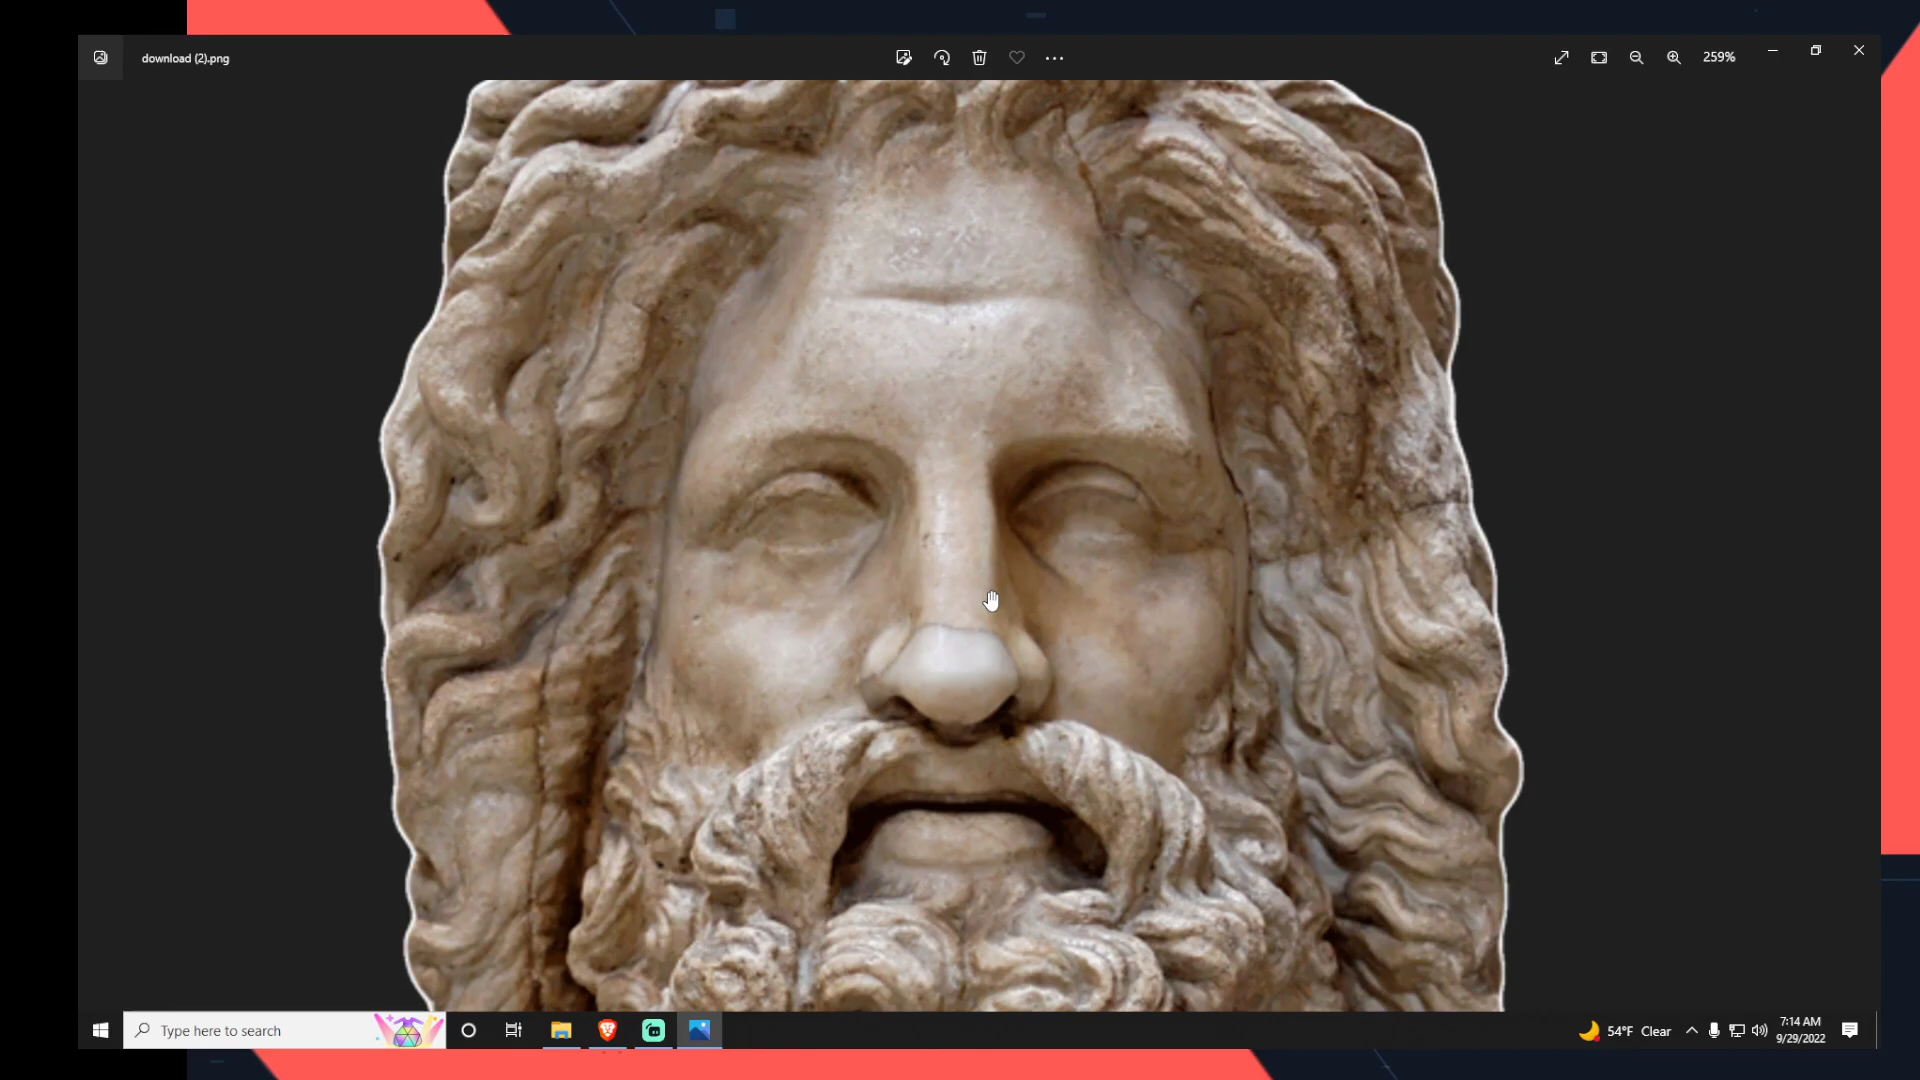 download (2).png
259%
Type here to search
54°F Clear
7:14 AM
9/29/2022